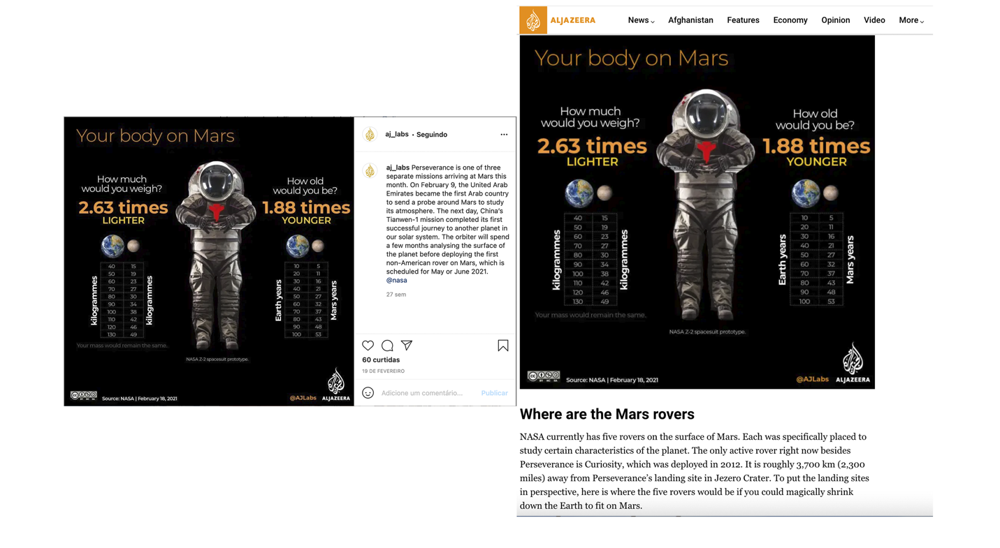 Your body on Mars
How much
would you weigh?
2.63 times
LIGHTER
How old
would you be?
1.88 times
YOUNGER
kilogrammes
40 15
50 19
60 23
70 27
80 30
90 34
100 38
110 42
120 46
130 49
kilogrammes
Earth years
10 5
20 11
30 16
40 21
50 27
60 32
70 37
80 43
90 48
100 53
Mars years
Your mass would remain the same.
NASA Z-2 spacesuit prototype.
CC BY NC SA
Source: NASA | February 18, 2021
@AJLabs
ALJAZEERA
aj_labs • Seguindo
aj_labs Perseverance is one of three
separate missions arriving at Mars this
month. On February 9, the United Arab
Emirates became the first Arab country
to send a probe around Mars to study
its atmosphere. The next day, China's
Tianwen-1 mission completed its first
successful journey to another planet in
our solar system. The orbiter will spend
a few months analysing the surface of
the planet before deploying the first
non-American rover on Mars, which is
scheduled for May or June 2021.
@nasa
27 sem
60 curtidas
19 DE FEVEREIRO
Adicione um comentário... Publicar
ALJAZEERA
News Afghanistan Features Economy Opinion Video More
Your body on Mars
How much
would you weigh?
2.63 times
LIGHTER
How old
would you be?
1.88 times
YOUNGER
kilogrammes
40 15
50 19
60 23
70 27
80 30
90 34
100 38
110 42
120 46
130 49
kilogrammes
Earth years
10 5
20 11
30 16
40 21
50 27
60 32
70 37
80 43
90 48
100 53
Mars years
Your mass would remain the same.
NASA Z-2 spacesuit prototype.
CC BY NC SA
Source: NASA | February 18, 2021
@AJLabs
ALJAZEERA
Where are the Mars rovers
NASA currently has five rovers on the surface of Mars. Each was specifically placed to
study certain characteristics of the planet. The only active rover right now besides
Perseverance is Curiosity, which was deployed in 2012. It is roughly 3,700 km (2,300
miles) away from Perseverance's landing site in Jezero Crater. To put the landing sites
in perspective, here is where the five rovers would be if you could magically shrink
down the Earth to fit on Mars.